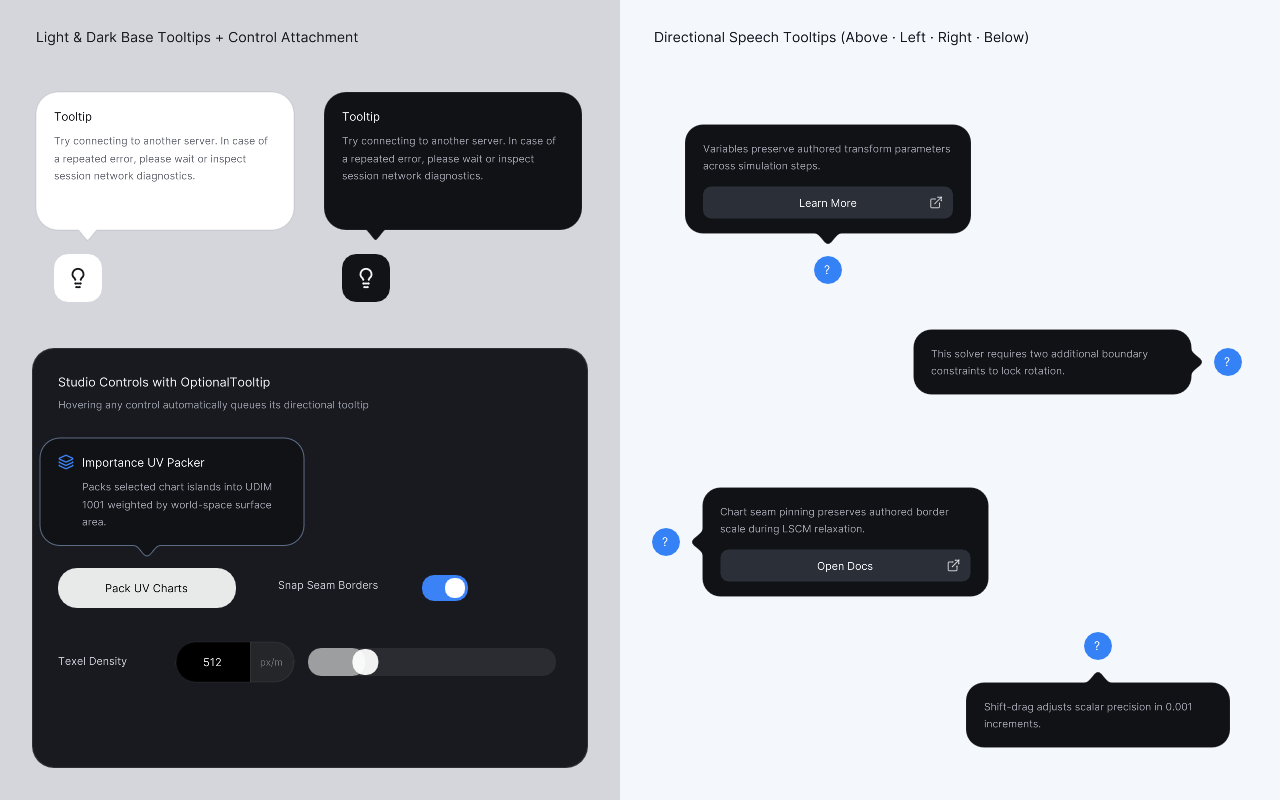 Light & Dark Base Tooltips + Control Attachment
Tooltip
Try connecting to another server. In case of
a repeated error, please wait or inspect
session network diagnostics.
Tooltip
Try connecting to another server. In case of
a repeated error, please wait or inspect
session network diagnostics.
Studio Controls with OptionalTooltip
Hovering any control automatically queues its directional tooltip
Importance UV Packer
Packs selected chart islands into UDIM
1001 weighted by world-space surface
area.
Pack UV Charts
Snap Seam Borders
Texel Density
512
px/m
Directional Speech Tooltips (Above · Left · Right · Below)
Variables preserve authored transform parameters
across simulation steps.
Learn More
?
This solver requires two additional boundary
constraints to lock rotation.
?
Chart seam pinning preserves authored border
scale during LSCM relaxation.
Open Docs
?
?
Shift-drag adjusts scalar precision in 0.001
increments.